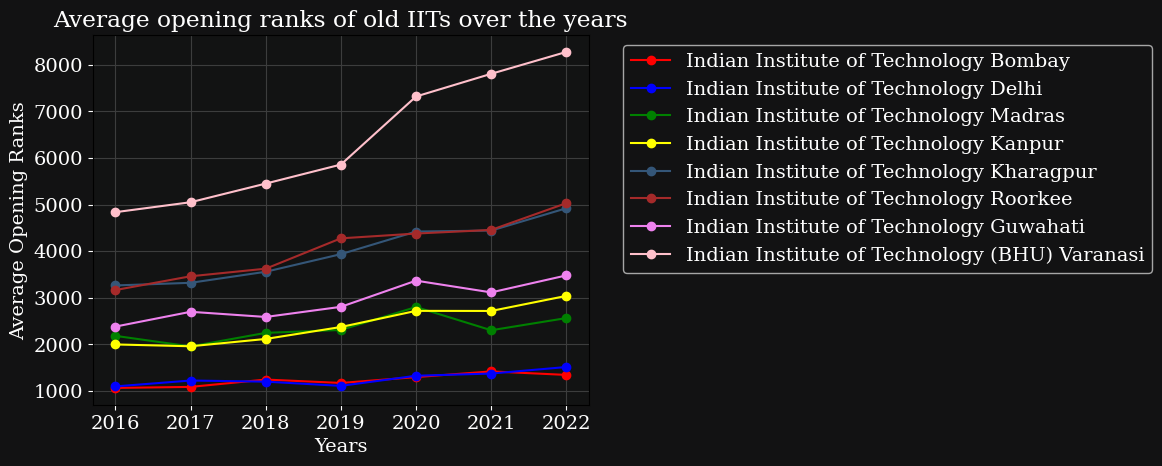 Average opening ranks of old IITs over the years
Average Opening Ranks
8000
7000
6000
5000
4000
3000
2000
1000
2016 2017 2018 2019 2020 2021 2022
Years
Indian Institute of Technology Bombay
Indian Institute of Technology Delhi
Indian Institute of Technology Madras
Indian Institute of Technology Kanpur
Indian Institute of Technology Kharagpur
Indian Institute of Technology Roorkee
Indian Institute of Technology Guwahati
Indian Institute of Technology (BHU) Varanasi